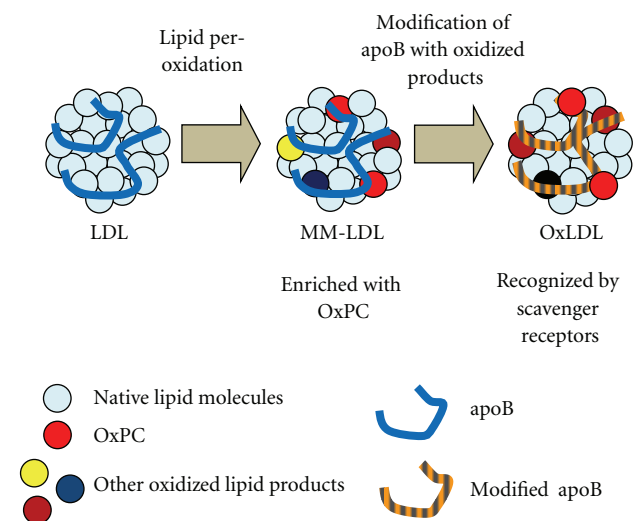 Lipid per-
oxidation
Modification of
apoB with oxidized
products
LDL
MM-LDL
OxLDL
Enriched with
OxPC
Recognized by
scavenger
receptors
Native lipid molecules
OxPC
Other oxidized lipid products
apoB
Modified apoB